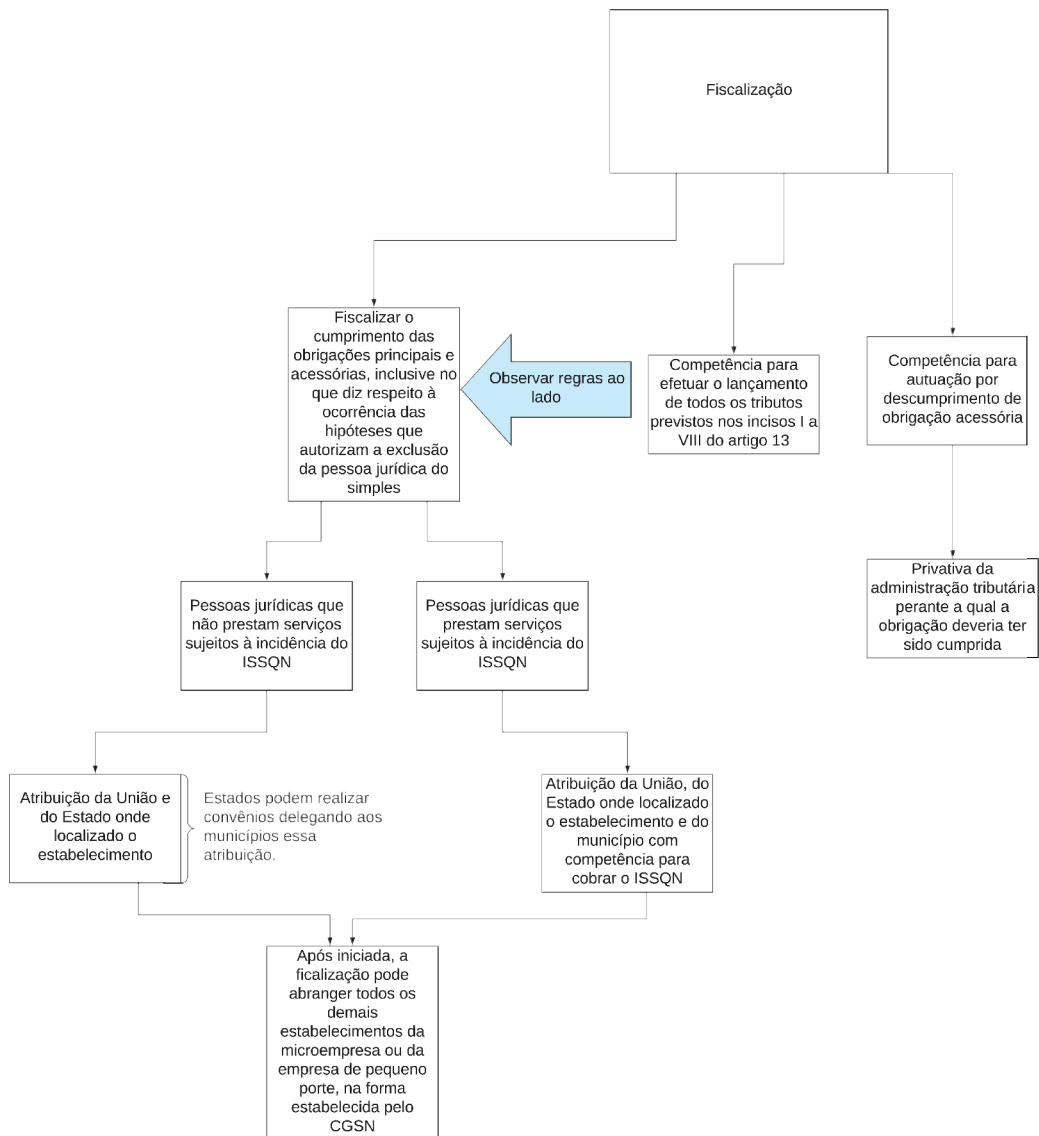 Fiscalização
Fiscalizar o
cumprimento das
obrigações principais e
acessórias, inclusive no
que diz respeito à
ocorrência das
hipóteses que
autorizam a exclusão
da pessoa jurídica do
simples
Observar regras ao
lado
Competência para
efetuar o lançamento
de todos os tributos
previstos nos incisos I a
VIII do artigo 13
Competência para
autuação por
descumprimento de
obrigação acessória
Privativa da
administração tributária
perante a qual a
obrigação deveria ter
sido cumprida
Pessoas jurídicas que
não prestam serviços
sujeitos à incidência do
ISSQN
Pessoas jurídicas que
prestam serviços
sujeitos à incidência do
ISSQN
Atribuição da União e
do Estado onde
localizado o
estabelecimento
Estados podem realizar
convênios delegando aos
municípios essa
atribuição.
Atribuição da União, do
Estado onde localizado
o estabelecimento e do
município com
competência para
cobrar o ISSQN
Após iniciada, a
ficalização pode
abranger todos os
demais
estabelecimentos da
microempresa ou da
empresa de pequeno
porte, na forma
estabelecida pelo
CGSN